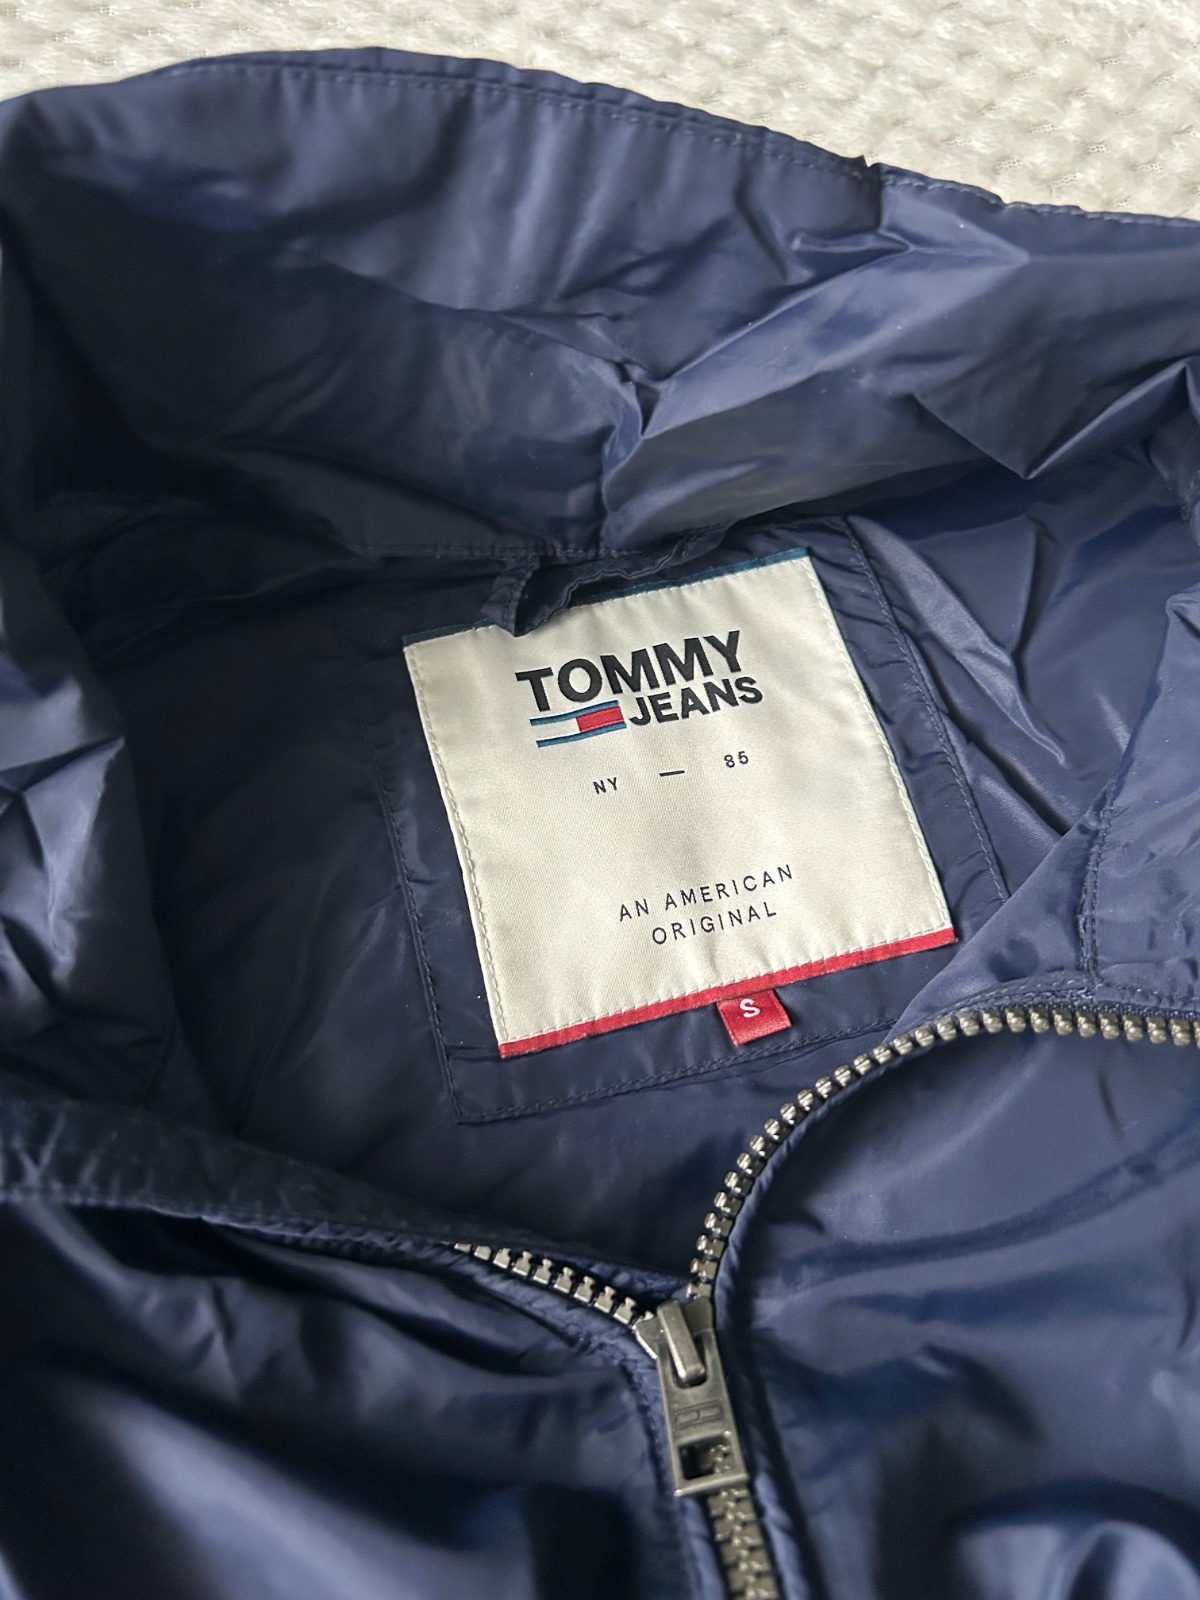 TOMMY
JEANS
NY — 85
AN AMERICAN
ORIGINAL
S